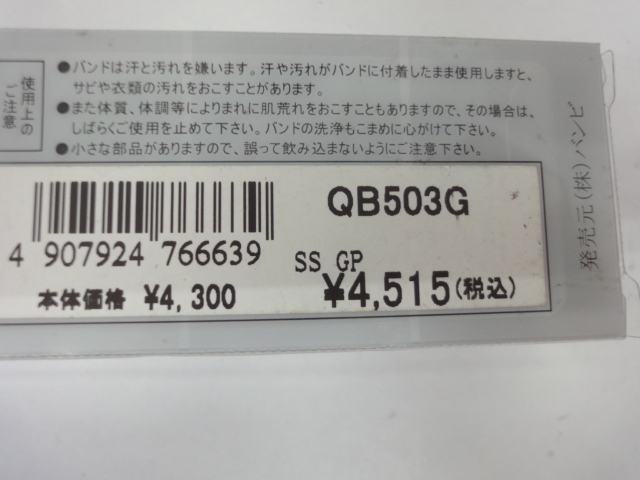 使用上の
ご注意
●バンドは汗と汚れを嫌います。汗や汚れがバンドに付着したまま使用しますと、
サビや衣類の汚れをおこすことがあります。
●また体質、体調等によりまれに肌荒れをおこすこともありますので、その場合は、
しばらくご使用を止めて下さい。バンドの洗浄もこまめに心がけて下さい。
●小さな部品がありますので、誤って飲み込まないようにご注意下さい。
発売元(株)バンビ
QB503G
4 907924 766639
SS GP
本体価格 ¥4,300
¥4,515(税込)